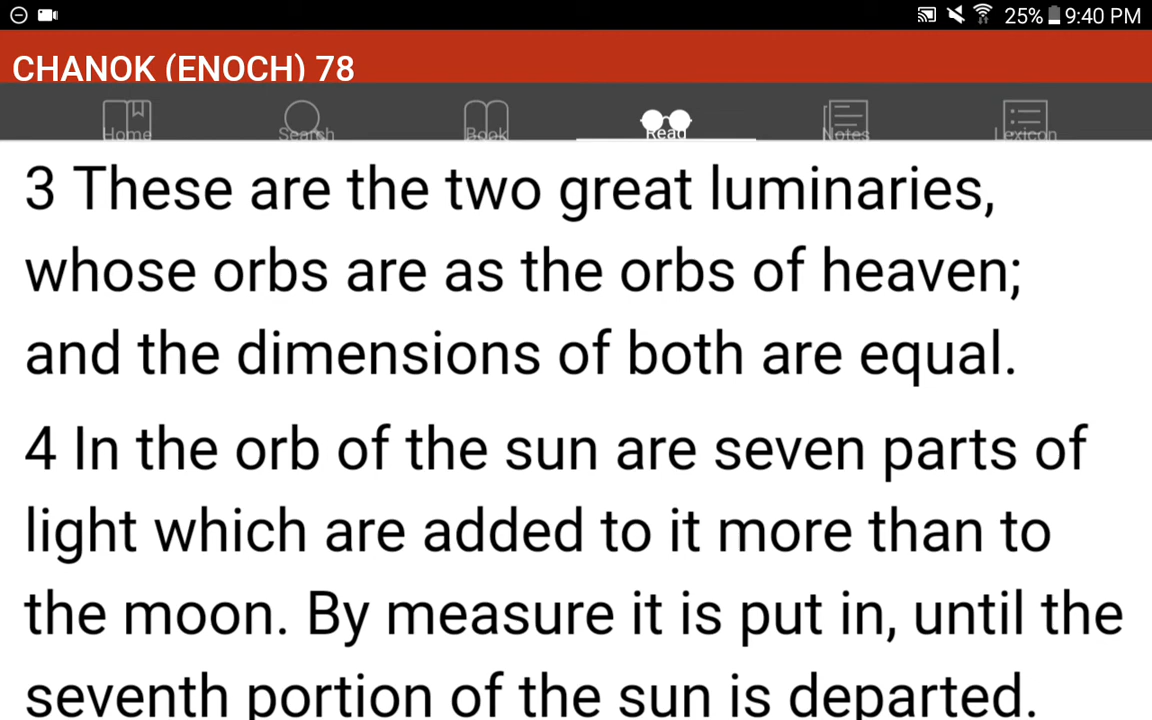 25% 9:40 PM
CHANOK (ENOCH) 78
Home Search Book Read Notes Lexicon
3 These are the two great luminaries,
whose orbs are as the orbs of heaven;
and the dimensions of both are equal.
4 In the orb of the sun are seven parts of
light which are added to it more than to
the moon. By measure it is put in, until the
seventh portion of the sun is departed.